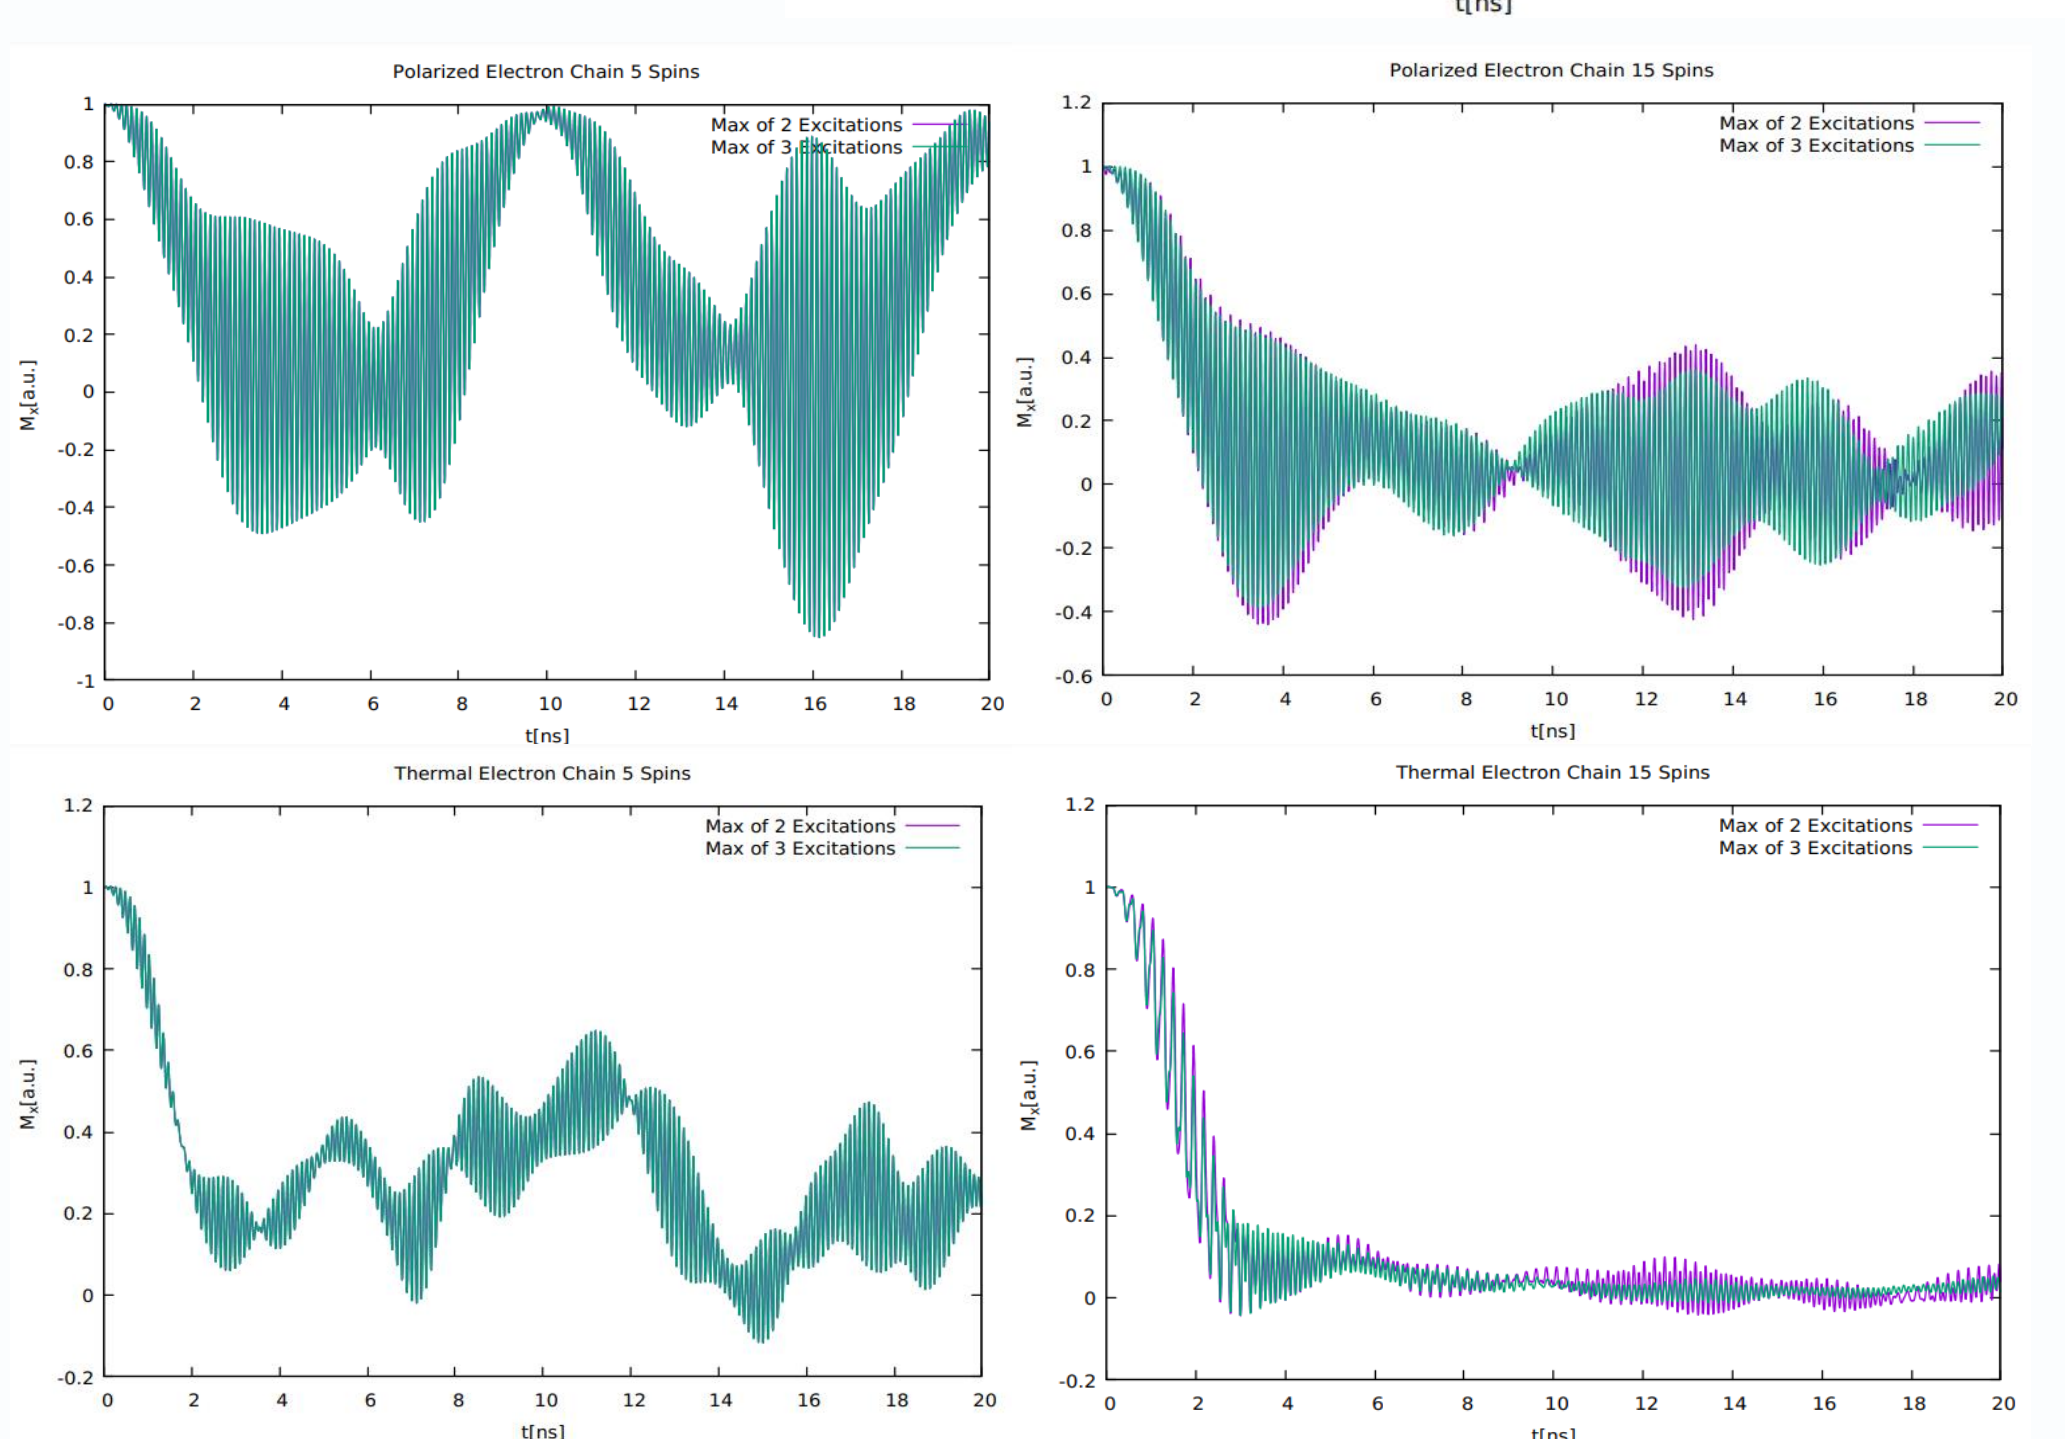 t[ns]
Polarized Electron Chain 5 Spins
Max of 2 Excitations
Max of 3 Excitations
1
0.8
0.6
0.4
0.2
0
-0.2
-0.4
-0.6
-0.8
-1
M_x[a.u.]
0 2 4 6 8 10 12 14 16 18 20
t[ns]
Polarized Electron Chain 15 Spins
Max of 2 Excitations
Max of 3 Excitations
1.2
1
0.8
0.6
0.4
0.2
0
-0.2
-0.4
-0.6
M_x[a.u.]
0 2 4 6 8 10 12 14 16 18 20
t[ns]
Thermal Electron Chain 5 Spins
Max of 2 Excitations
Max of 3 Excitations
1.2
1
0.8
0.6
0.4
0.2
0
-0.2
M_x[a.u.]
0 2 4 6 8 10 12 14 16 18 20
t[ns]
Thermal Electron Chain 15 Spins
Max of 2 Excitations
Max of 3 Excitations
1.2
1
0.8
0.6
0.4
0.2
0
-0.2
M_x[a.u.]
0 2 4 6 8 10 12 14 16 18 20
t[ns]